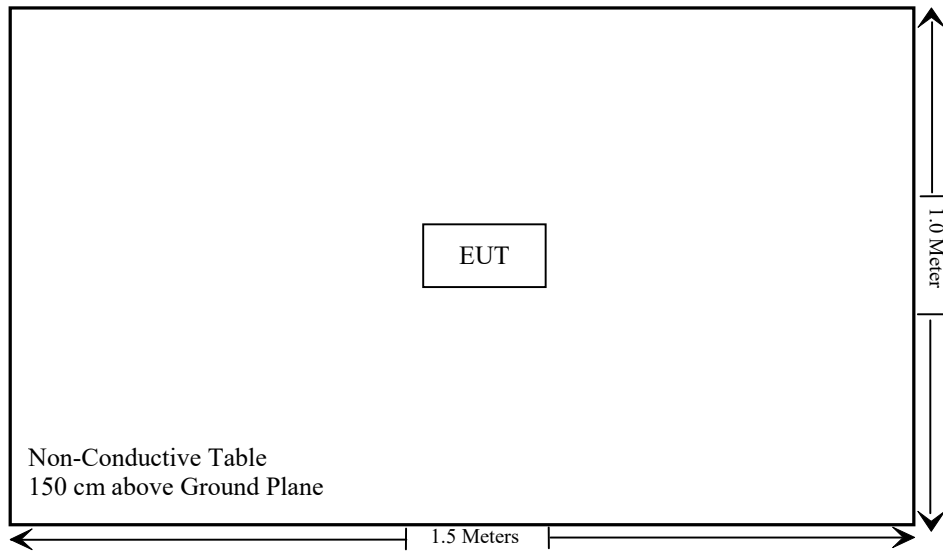 EUT
1.0 Meter
Non-Conductive Table
150 cm above Ground Plane
1.5 Meters